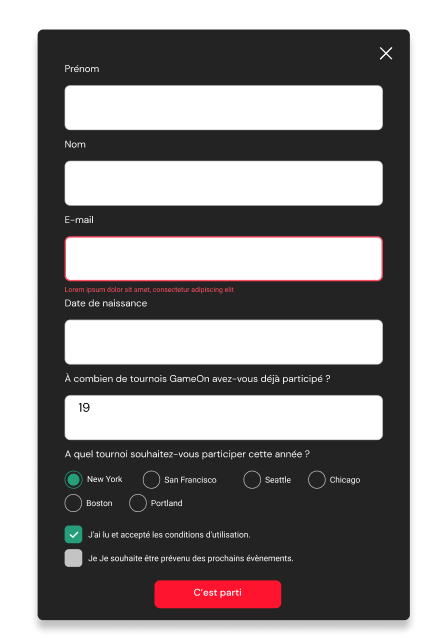 Prénom
Nom
E-mail
Lorem ipsum dolor sit amet, consectetur adipiscing elit
Date de naissance
À combien de tournois GameOn avez-vous déjà participé ?
19
A quel tournoi souhaitez-vous participer cette année ?
New York San Francisco Seattle Chicago
Boston Portland
J'ai lu et accepté les conditions d'utilisation.
Je Je souhaite être prévenu des prochains évènements.
C'est parti